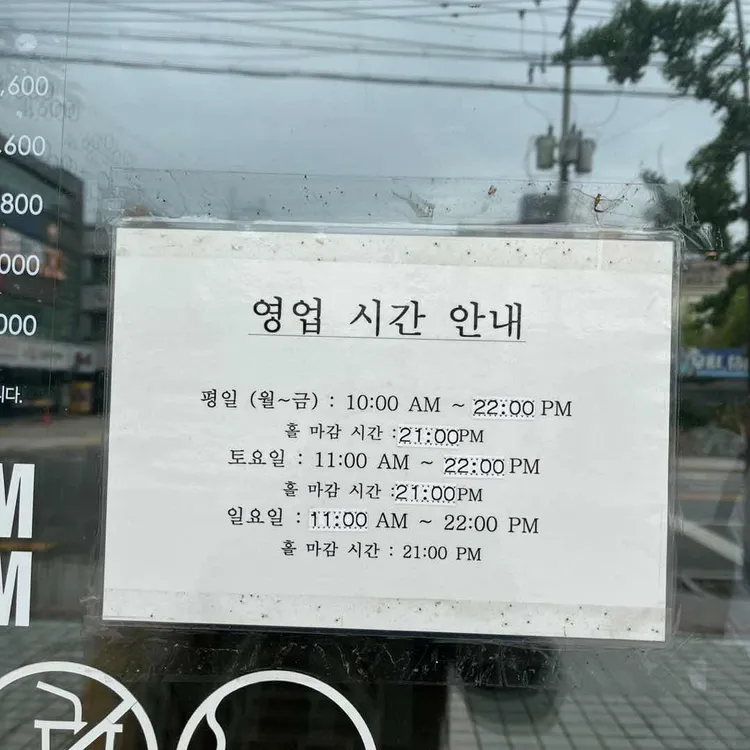 ,600
,600
800
000
000
니다.
M
M
영업 시간 안내
평일 (월~금) : 10:00 AM ~ 22:00 PM
홀 마감 시간 : 21:00PM
토요일 : 11:00 AM ~ 22:00 PM
홀 마감 시간 : 21:00PM
일요일 : 11:00 AM ~ 22:00 PM
홀 마감 시간 : 21:00 PM